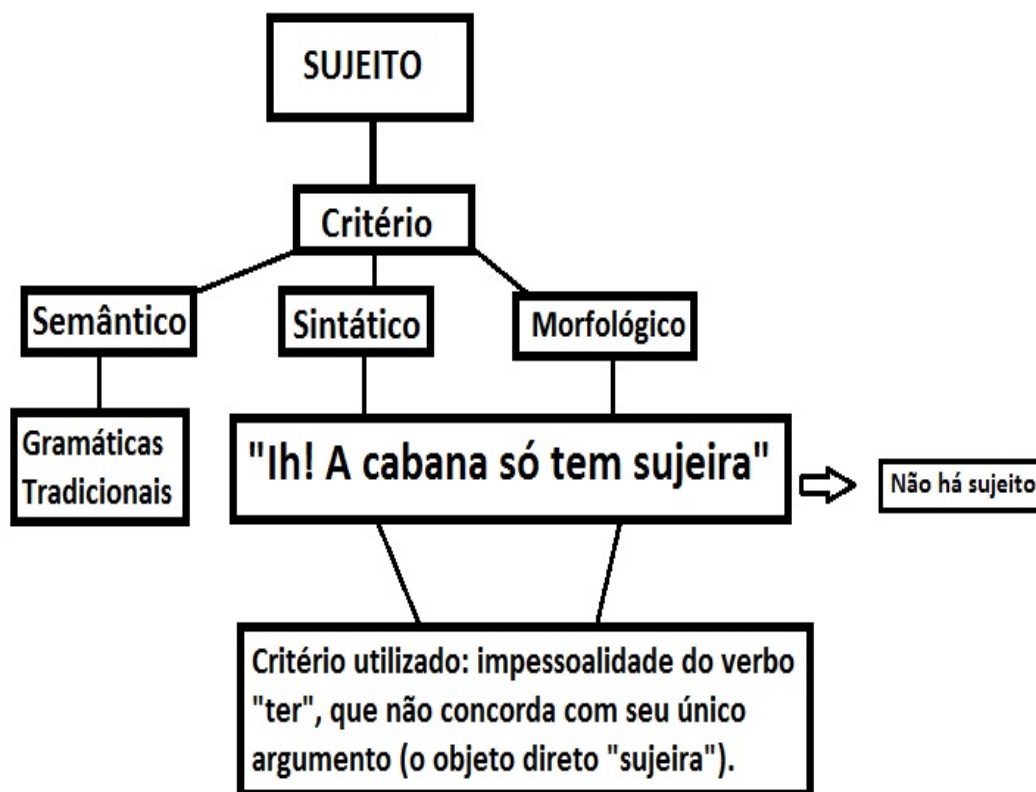 SUJEITO
Critério
Semântico
Sintático
Morfológico
Gramáticas
Tradicionais
"Ih! A cabana só tem sujeira"
Não há sujeito
Critério utilizado: impessoalidade do verbo
"ter", que não concorda com seu único
argumento (o objeto direto "sujeira").